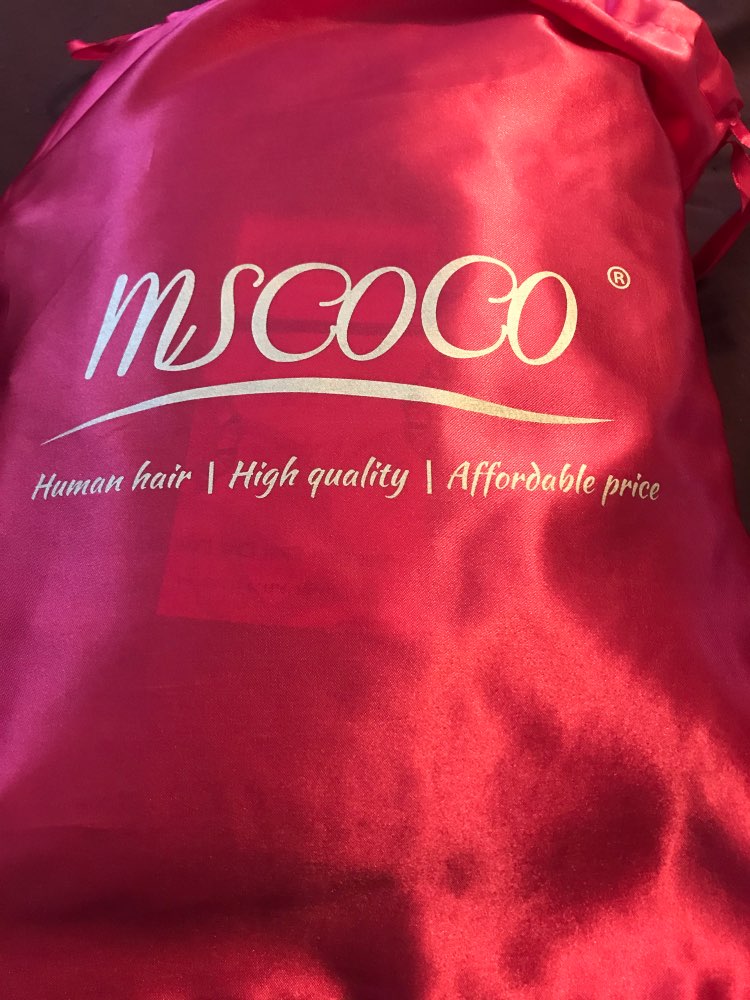 MSCOCO ®
Human hair | High quality | Affordable price